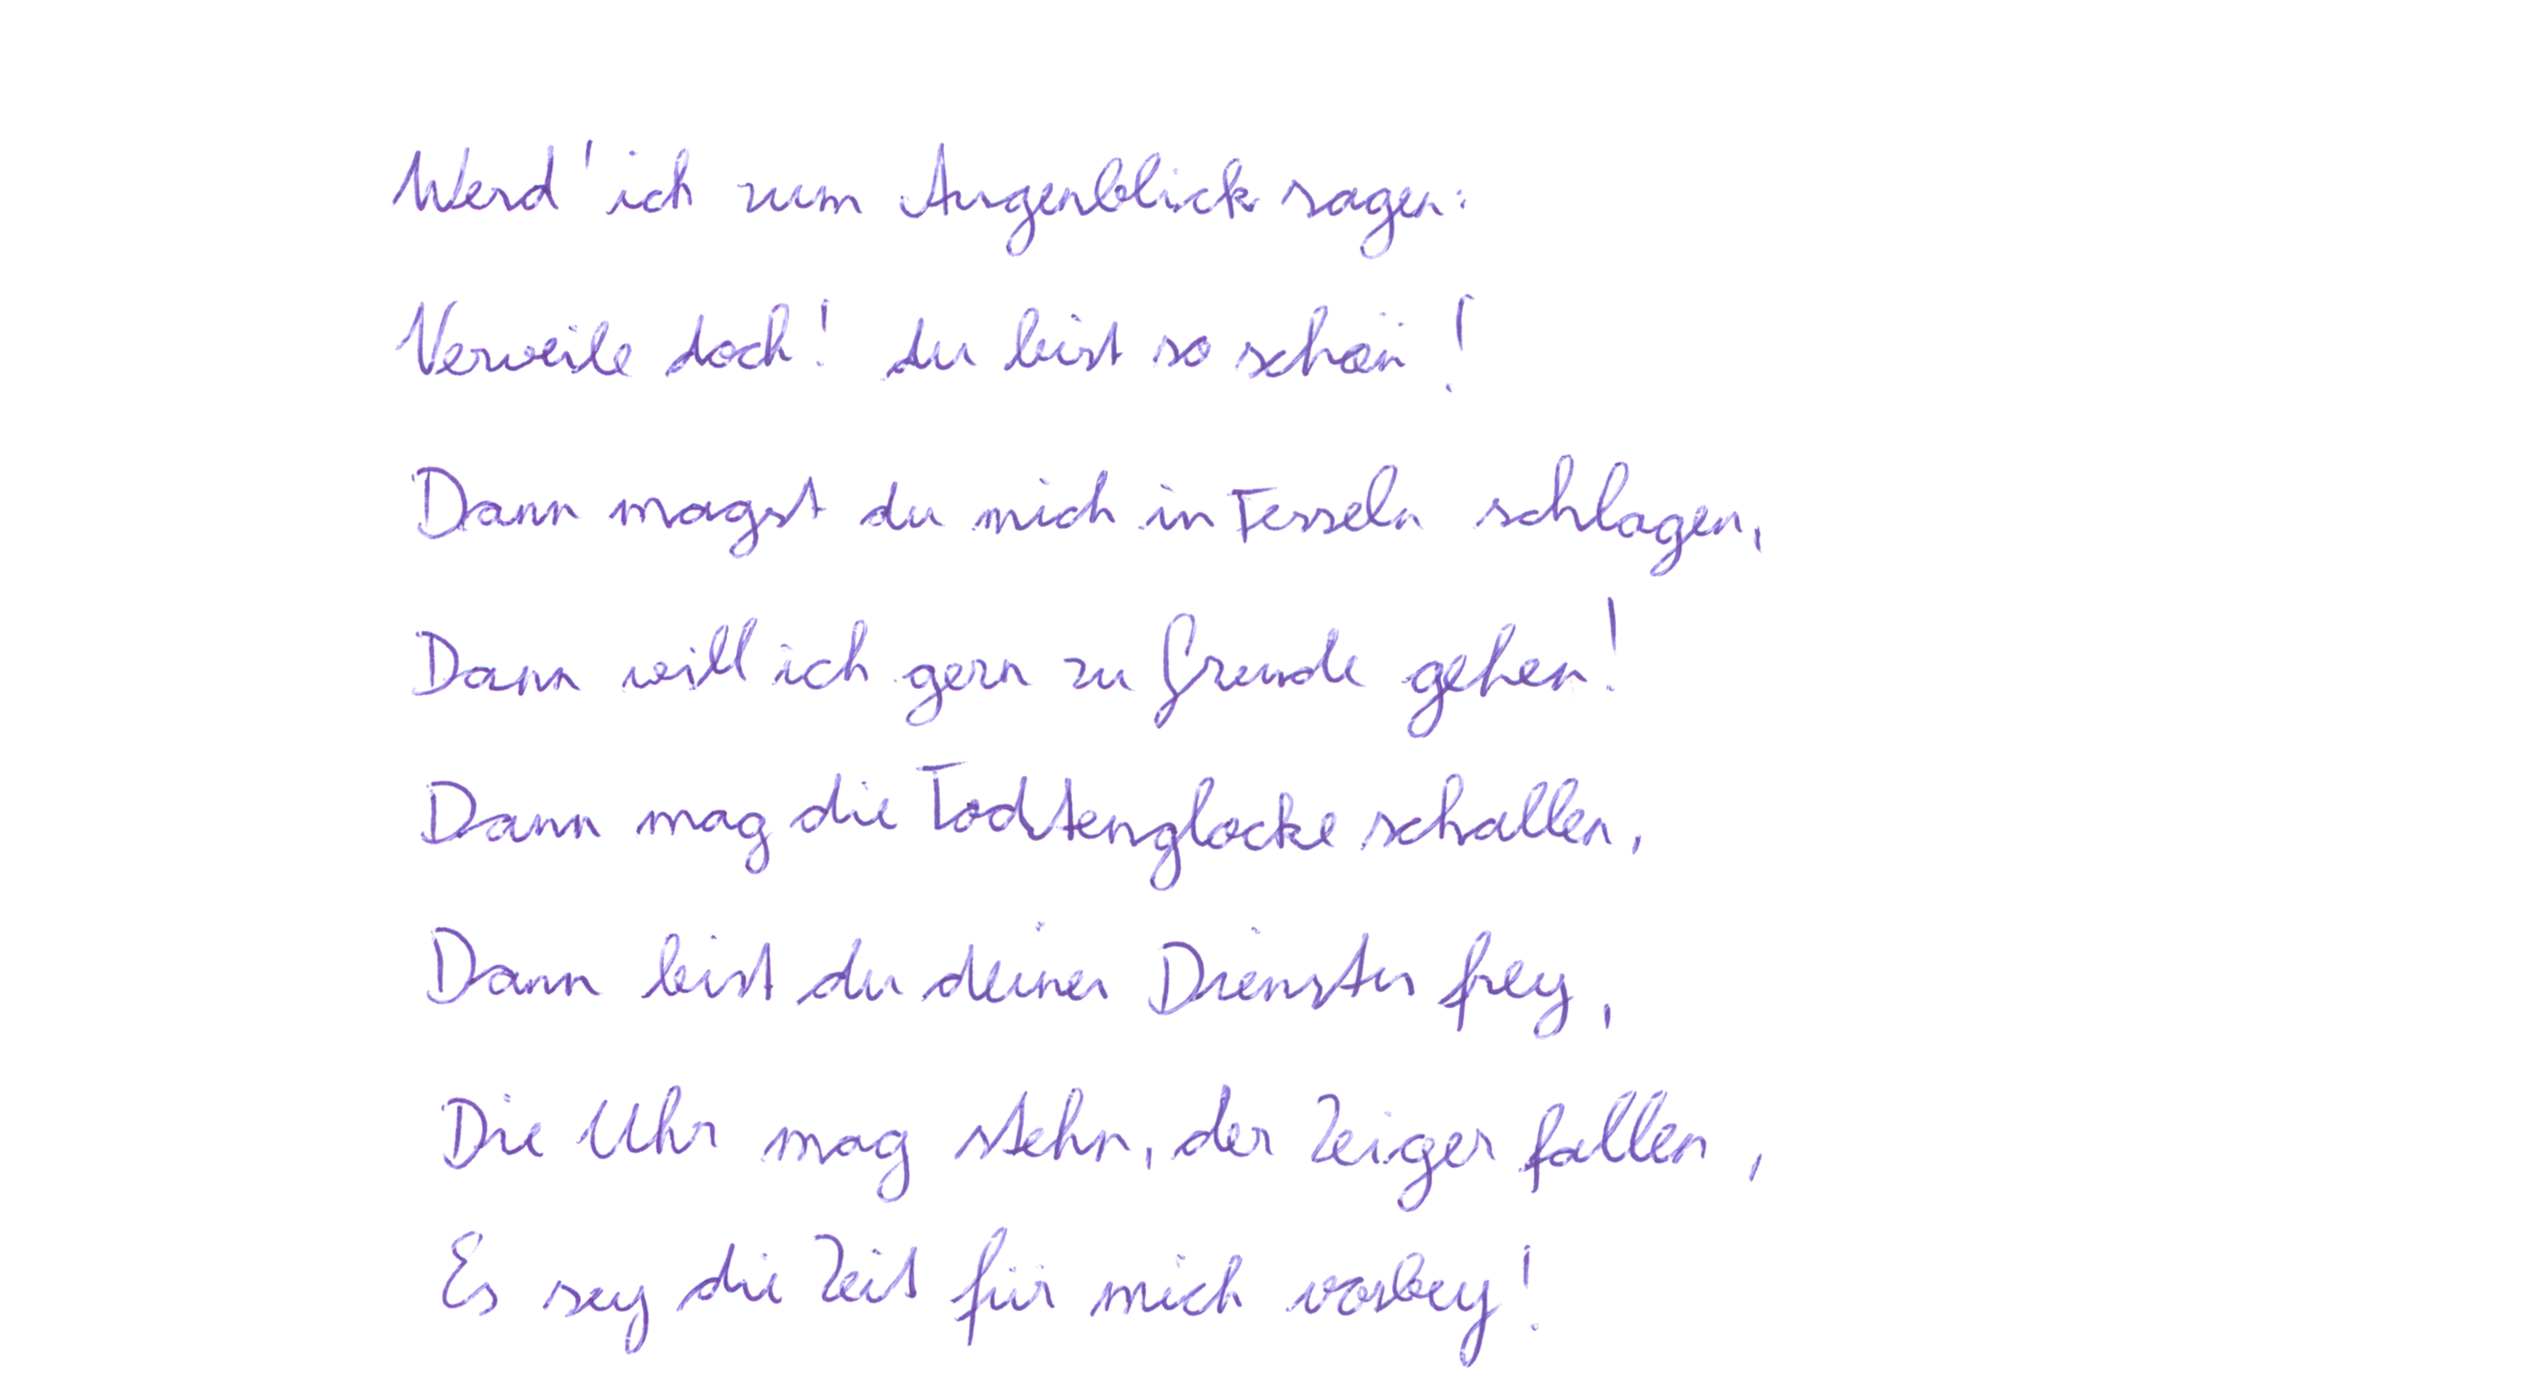 Werd' ich zum Augenblick sagen:
Verweile doch! du bist so schön!
Dann magst du mich in Fesseln schlagen,
Dann will ich gern zu Grunde gehen!
Dann mag die Todtenglocke schallen,
Dann bist du deines Dienstes frey,
Die Uhr mag stehn, der Zeiger fallen,
Es sey die Zeit für mich vorbey!